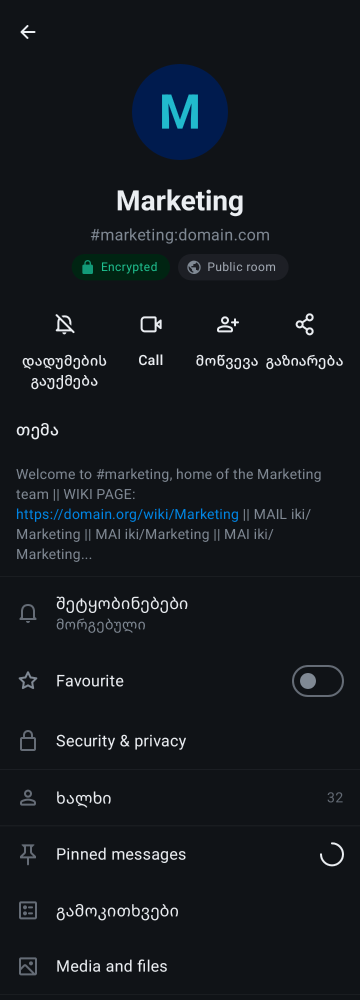 M
Marketing
#marketing:domain.com
Encrypted
Public room
დადუმების
გაუქმება
Call
მოწვევა
გაზიარება
თემა
Welcome to #marketing, home of the Marketing
team || WIKI PAGE:
https://domain.org/wiki/Marketing || MAIL iki/
Marketing || MAI iki/Marketing || MAI iki/
Marketing...
შეტყობინებები
მორგებული
Favourite
Security & privacy
ხალხი
32
Pinned messages
გამოკითხვები
Media and files